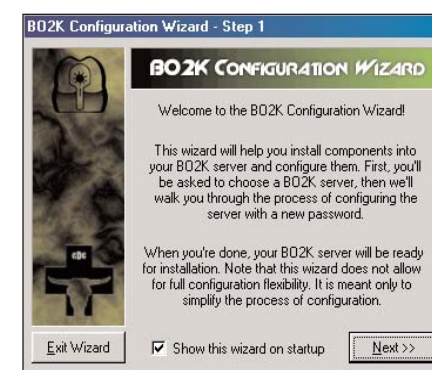 BO2K Configuration Wizard - Step 1
BO2K CONFIGURATION WIZARD
Welcome to the BO2K Configuration Wizard!
This wizard will help you install components into
your BO2K server and configure them. First, you'll
be asked to choose a BO2K server, then we'll
walk you through the process of configuring the
server with a new password.
When you're done, your BO2K server will be ready
for installation. Note that this wizard does not allow
for full configuration flexibility. It is meant only to
simplify the process of configuration.
cDc
Exit Wizard
Show this wizard on startup
Next >>